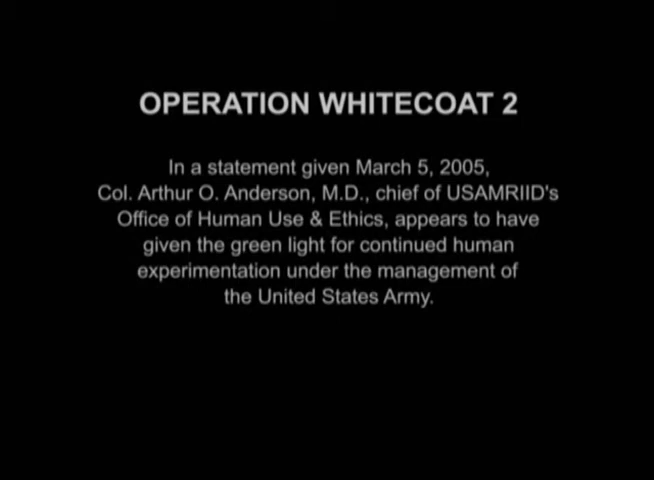 OPERATION WHITECOAT 2
In a statement given March 5, 2005,
Col. Arthur O. Anderson, M.D., chief of USAMRIID's
Office of Human Use & Ethics, appears to have
given the green light for continued human
experimentation under the management of
the United States Army.